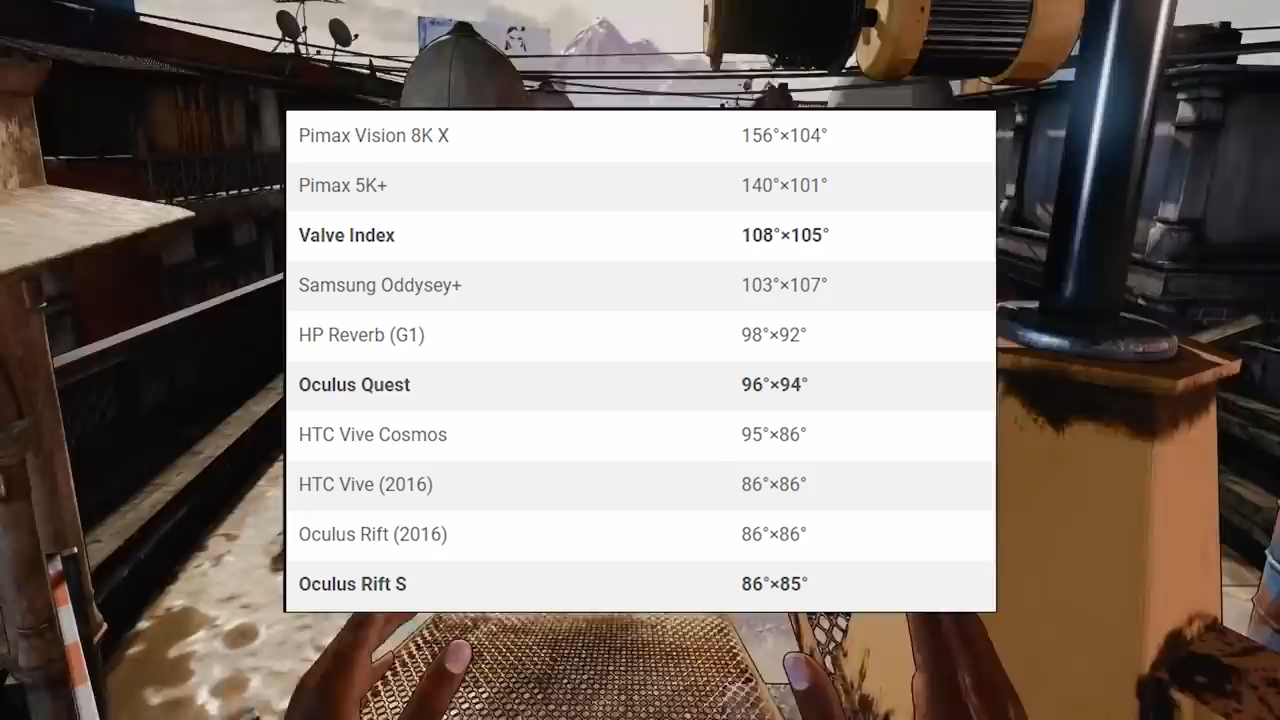 Pimax Vision 8K X 156°×104°
Pimax 5K+ 140°×101°
Valve Index 108°×105°
Samsung Oddysey+ 103°×107°
HP Reverb (G1) 98°×92°
Oculus Quest 96°×94°
HTC Vive Cosmos 95°×86°
HTC Vive (2016) 86°×86°
Oculus Rift (2016) 86°×86°
Oculus Rift S 86°×85°